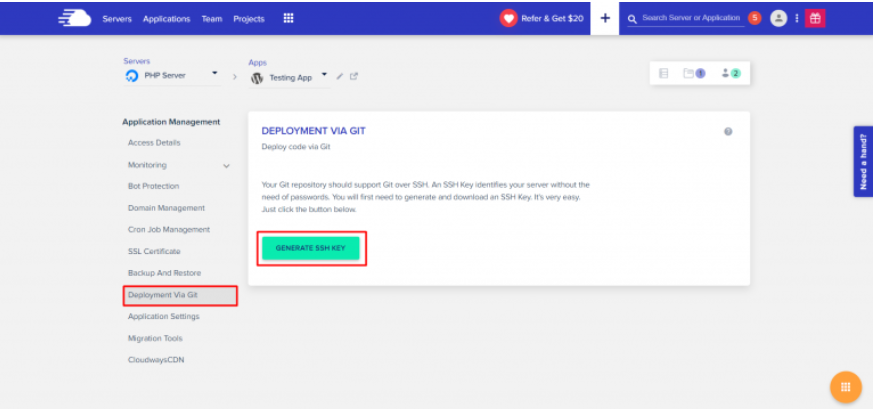 Servers Applications Team Projects Refer & Get $20 + Search Server or Application 5
Servers Apps
PHP Server > Testing App 1 2
Application Management
Access Details
Monitoring
Bot Protection
Domain Management
Cron Job Management
SSL Certificate
Backup And Restore
Deployment Via Git
Application Settings
Migration Tools
CloudwaysCDN
DEPLOYMENT VIA GIT
Deploy code via Git
Your Git repository should support Git over SSH. An SSH Key identifies your server without the
need of passwords. You will first need to generate and download an SSH Key. It's very easy.
Just click the button below.
GENERATE SSH KEY
Need a hand?